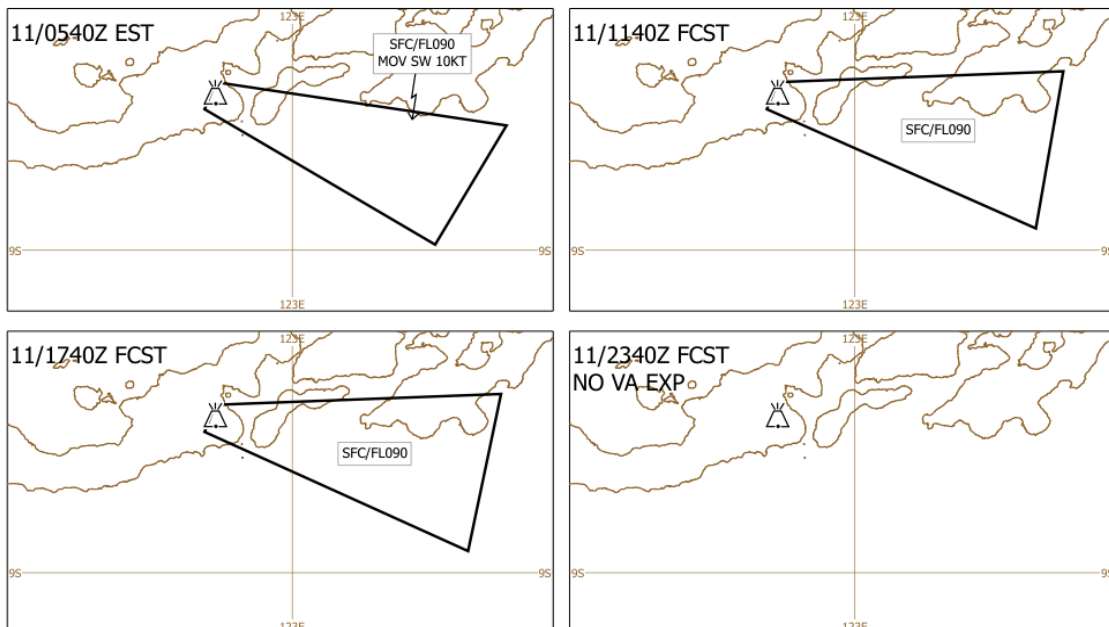 11/0540Z EST
123E
SFC/FL090
MOV SW 10KT
9S
9S
123E
11/1140Z FCST
123E
SFC/FL090
9S
9S
123E
11/1740Z FCST
123E
SFC/FL090
9S
9S
123E
11/2340Z FCST
NO VA EXP
123E
9S
9S
123E